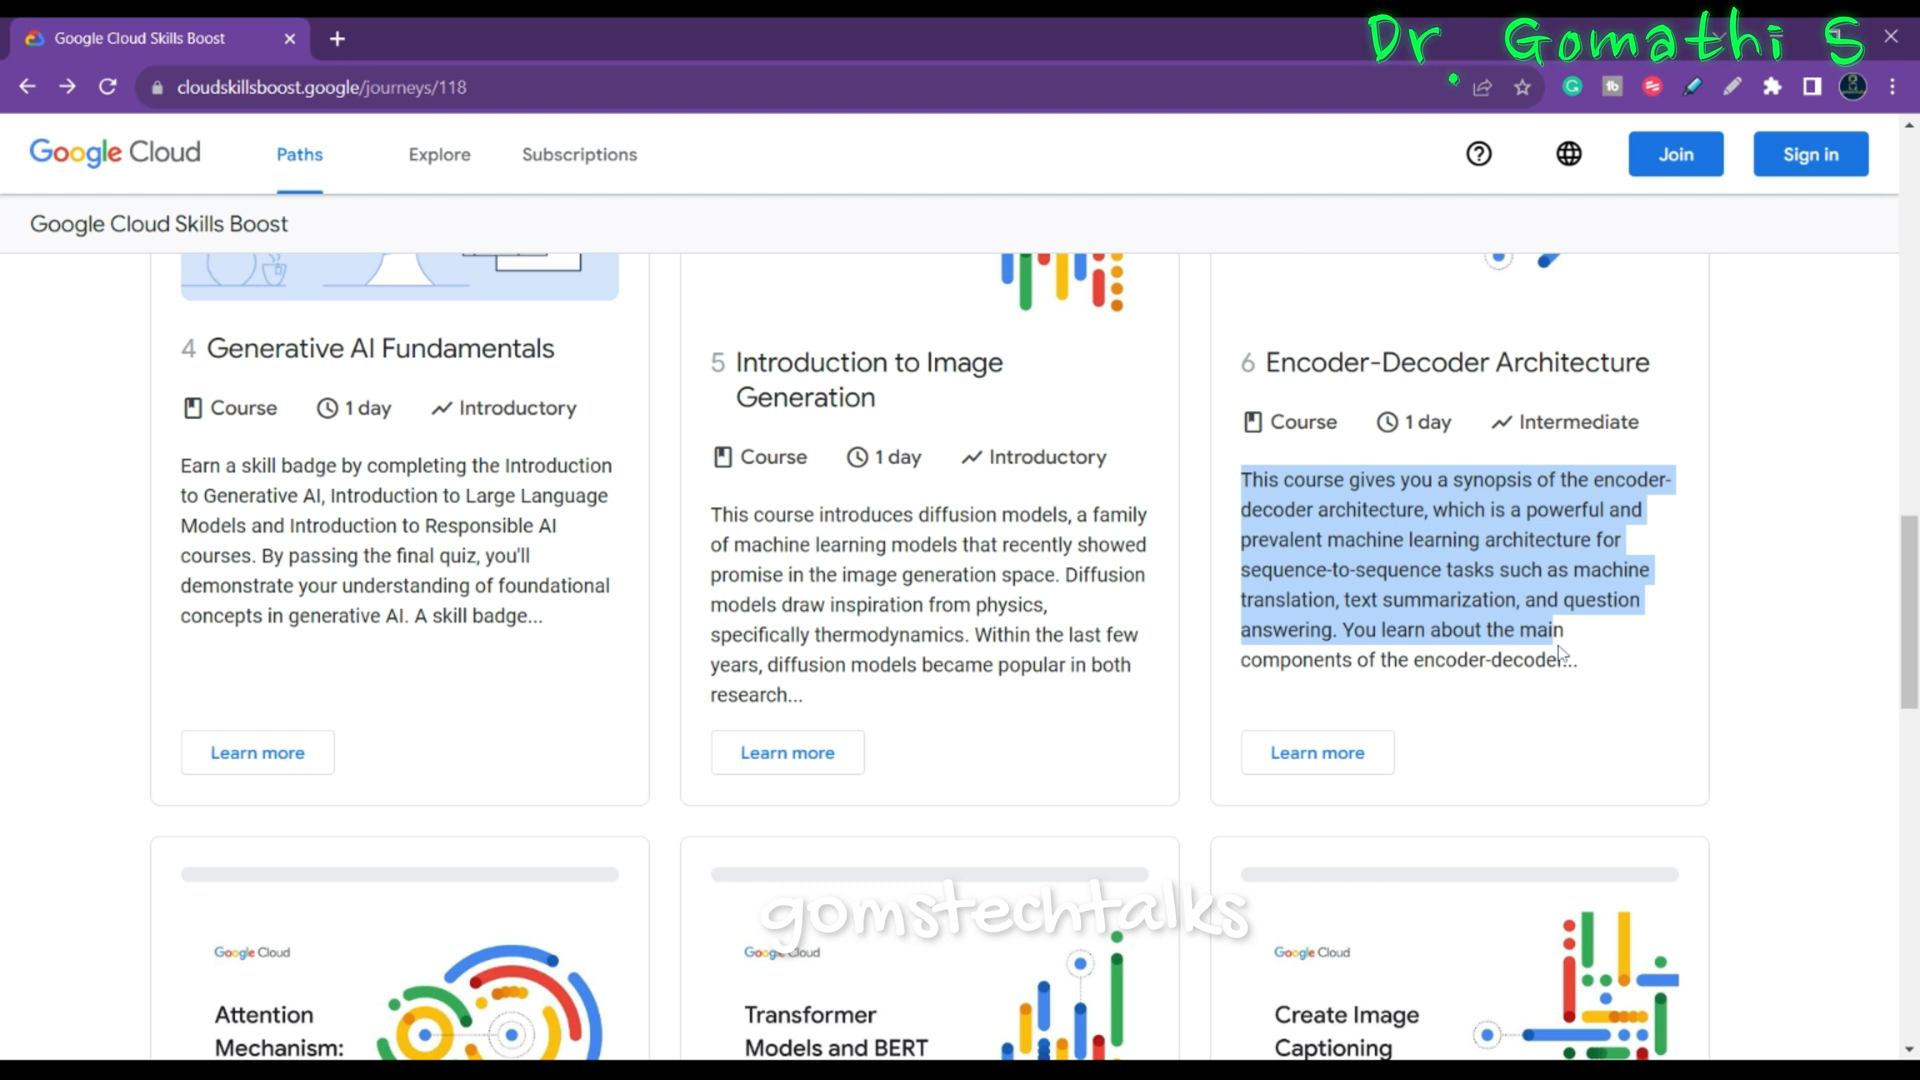 Dr. Gomathi S
Google Cloud Skills Boost
cloudskillsboost.google/journeys/118
Google Cloud
Paths
Explore
Subscriptions
Join
Sign in
Google Cloud Skills Boost
4 Generative AI Fundamentals
Course
1 day
Introductory
Earn a skill badge by completing the Introduction
to Generative AI, Introduction to Large Language
Models and Introduction to Responsible AI
courses. By passing the final quiz, you'll
demonstrate your understanding of foundational
concepts in generative AI. A skill badge...
Learn more
5 Introduction to Image
Generation
Course
1 day
Introductory
This course introduces diffusion models, a family
of machine learning models that recently showed
promise in the image generation space. Diffusion
models draw inspiration from physics,
specifically thermodynamics. Within the last few
years, diffusion models became popular in both
research...
Learn more
6 Encoder-Decoder Architecture
Course
1 day
Intermediate
This course gives you a synopsis of the encoder-
decoder architecture, which is a powerful and
prevalent machine learning architecture for
sequence-to-sequence tasks such as machine
translation, text summarization, and question
answering. You learn about the main
components of the encoder-decoder...
Learn more
gomstechtalks
Google Cloud
Attention
Mechanism:
Google Cloud
Transformer
Models and BERT
Google Cloud
Create Image
Captioning